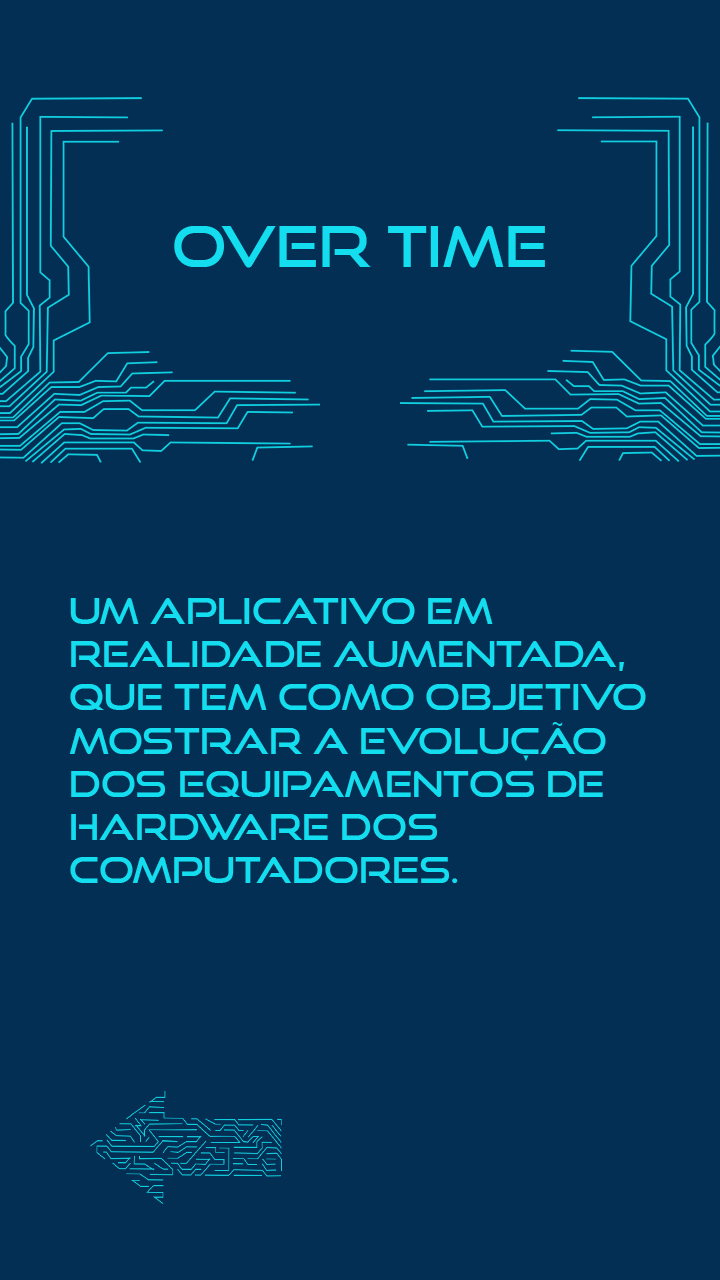 OVER TIME
UM APLICATIVO EM
REALIDADE AUMENTADA,
QUE TEM COMO OBJETIVO
MOSTRAR A EVOLUÇÃO
DOS EQUIPAMENTOS DE
HARDWARE DOS
COMPUTADORES.